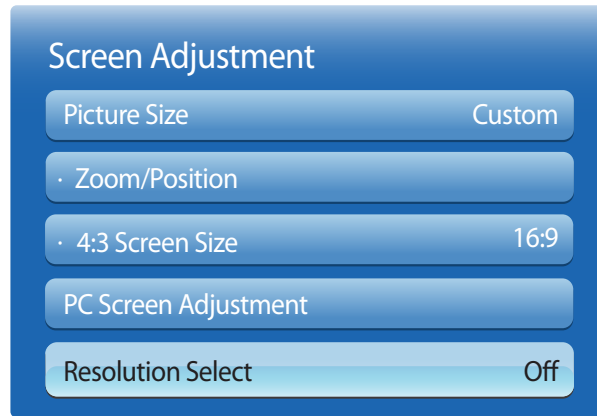 Screen Adjustment
Picture Size Custom
· Zoom/Position
· 4:3 Screen Size 16:9
PC Screen Adjustment
Resolution Select Off